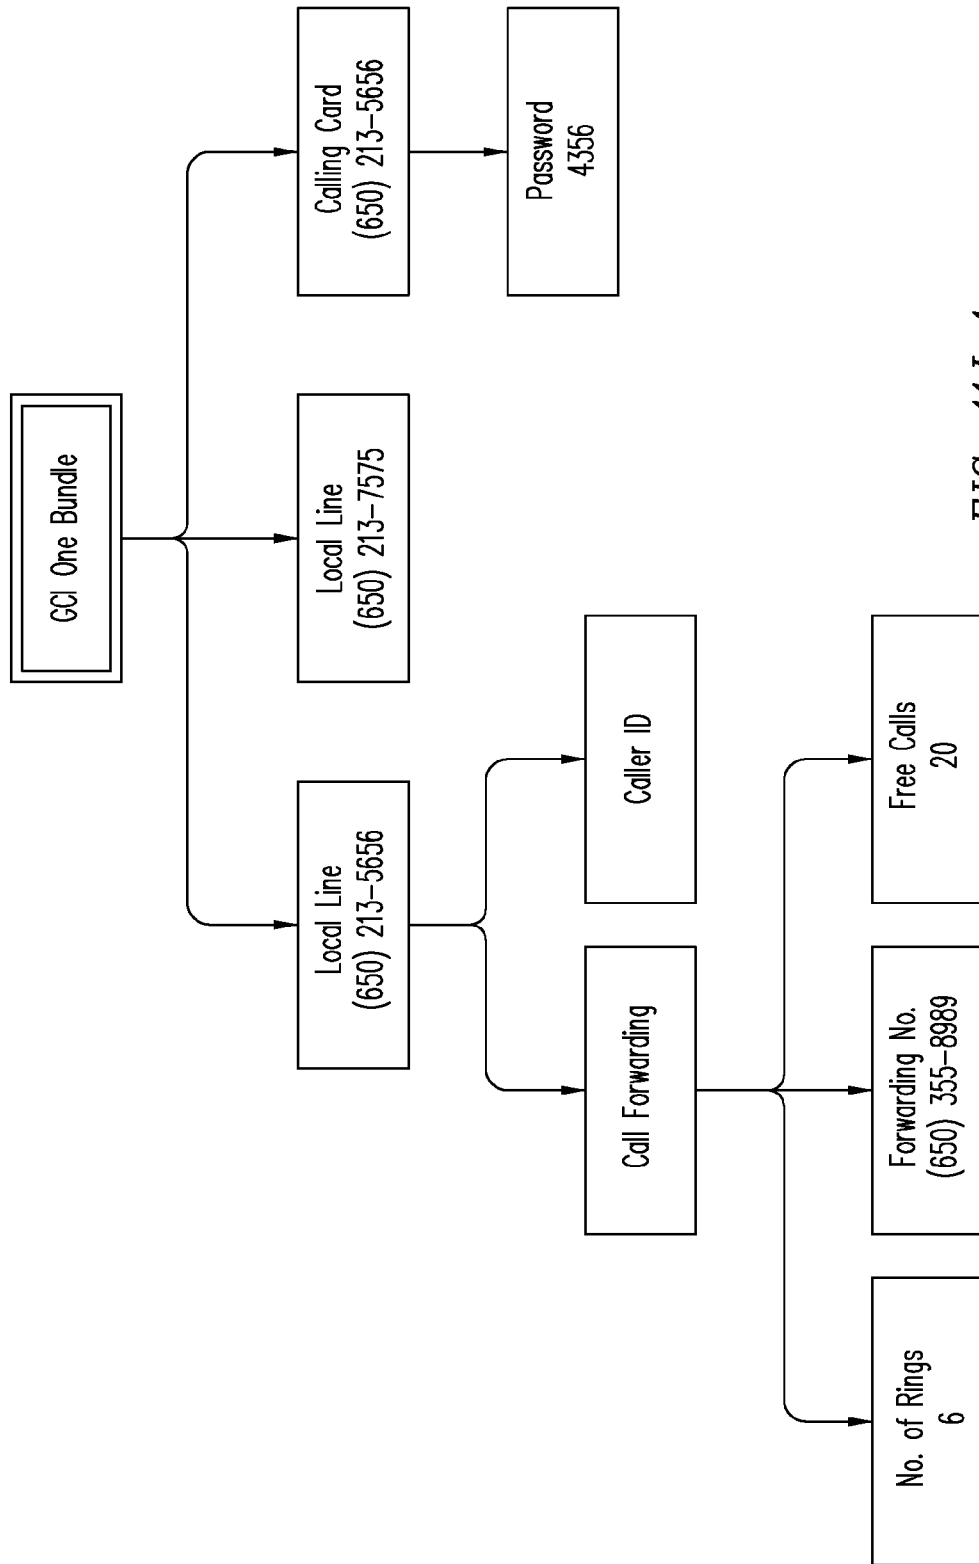 GCI One Bundle
Local Line
(650) 213-5656
Local Line
(650) 213-7575
Calling Card
(650) 213-5656
Call Forwarding
Caller ID
Password
4356
No. of Rings
6
Forwarding No.
(650) 355-8989
Free Calls
20